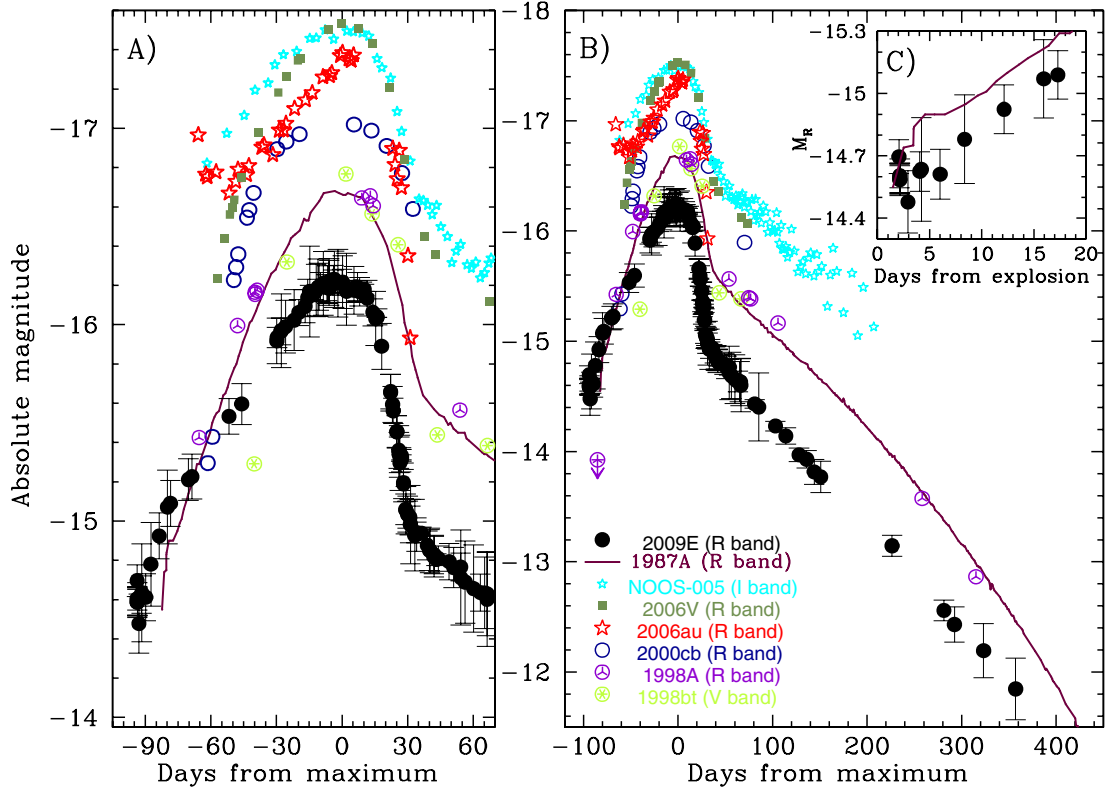 A)
Absolute magnitude
−17
−16
−15
−14
−90
−60
−30
0
30
60
Days from maximum
B)
−18
−17
−16
−15
−14
−13
−12
−100
0
100
200
300
400
Days from maximum
C)
M_R
−15.3
−15
−14.7
−14.4
0
5
10
15
20
Days from explosion
2009E (R band)
1987A (R band)
NOOS-005 (I band)
2006V (R band)
2006au (R band)
2000cb (R band)
1998A (R band)
1998bt (V band)